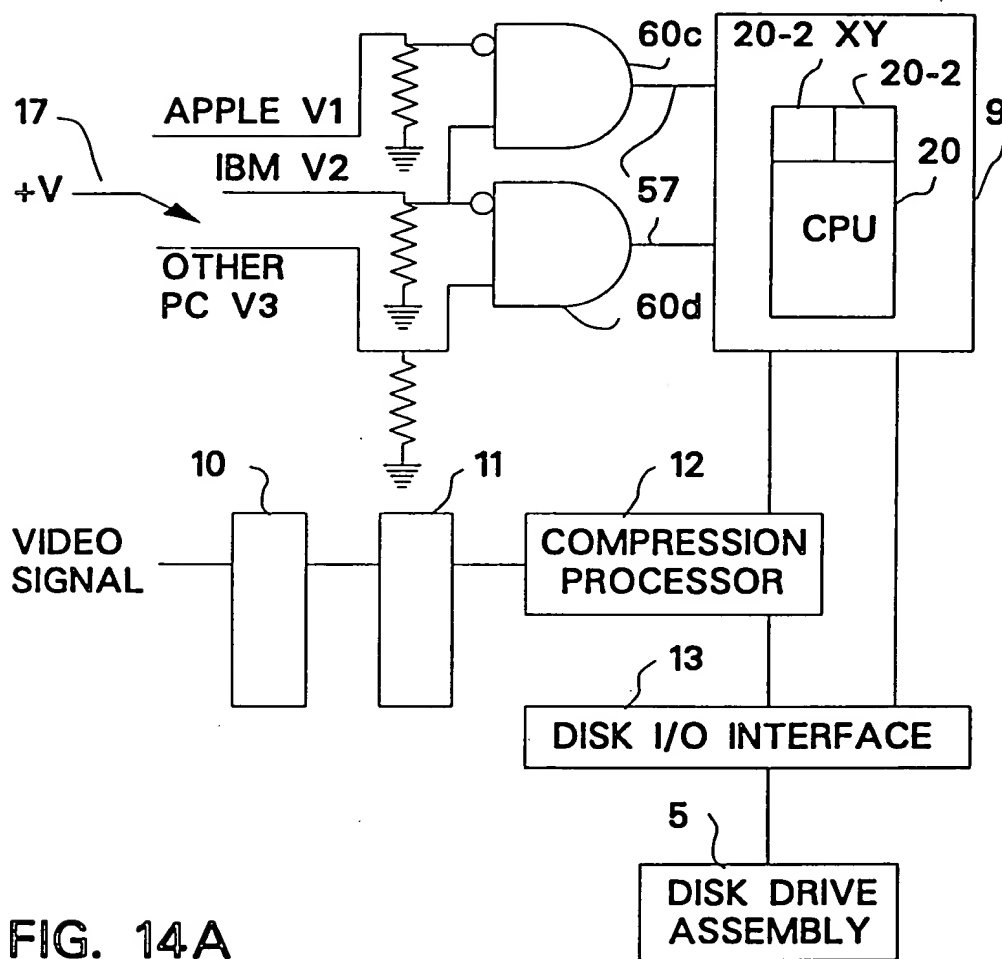 60c
20-2 XY
20-2
17
APPLE V1
9
IBM V2
20
+V
57
CPU
OTHER
PC V3
60d
10
11
12
VIDEO
SIGNAL
COMPRESSION
PROCESSOR
13
DISK I/O INTERFACE
5
DISK DRIVE
ASSEMBLY
FIG. 14A